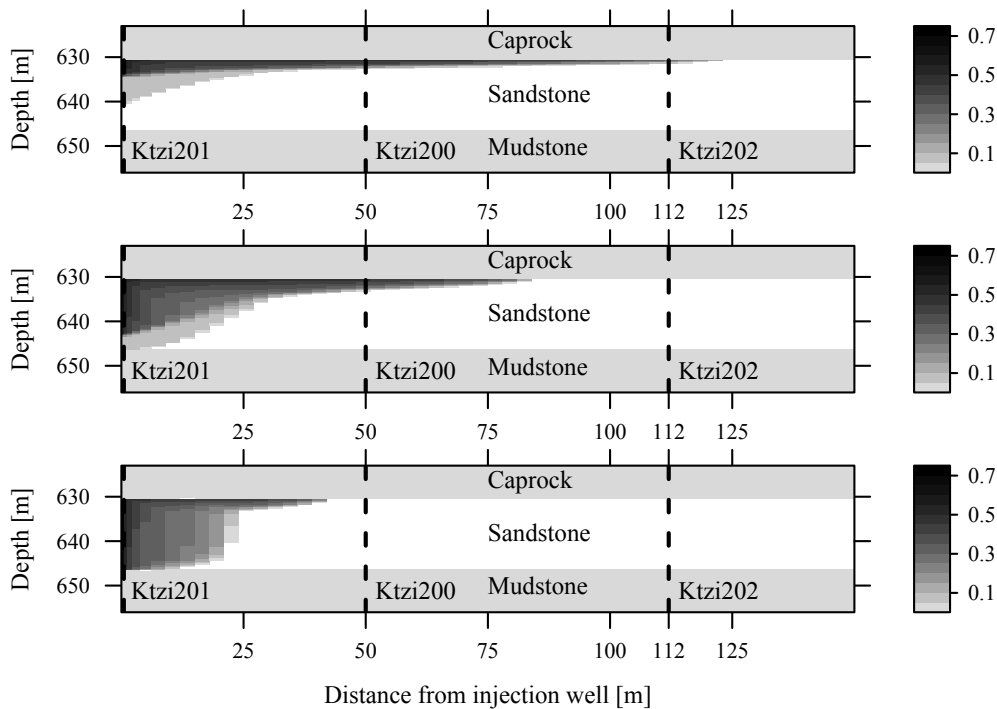 Caprock
Sandstone
Mudstone
Ktzi201
Ktzi200
Ktzi202
Depth [m]
630
640
650
25
50
75
100
112
125
0.7
0.5
0.3
0.1
Caprock
Sandstone
Mudstone
Ktzi201
Ktzi200
Ktzi202
Depth [m]
630
640
650
25
50
75
100
112
125
0.7
0.5
0.3
0.1
Caprock
Sandstone
Mudstone
Ktzi201
Ktzi200
Ktzi202
Depth [m]
630
640
650
25
50
75
100
112
125
0.7
0.5
0.3
0.1
Distance from injection well [m]